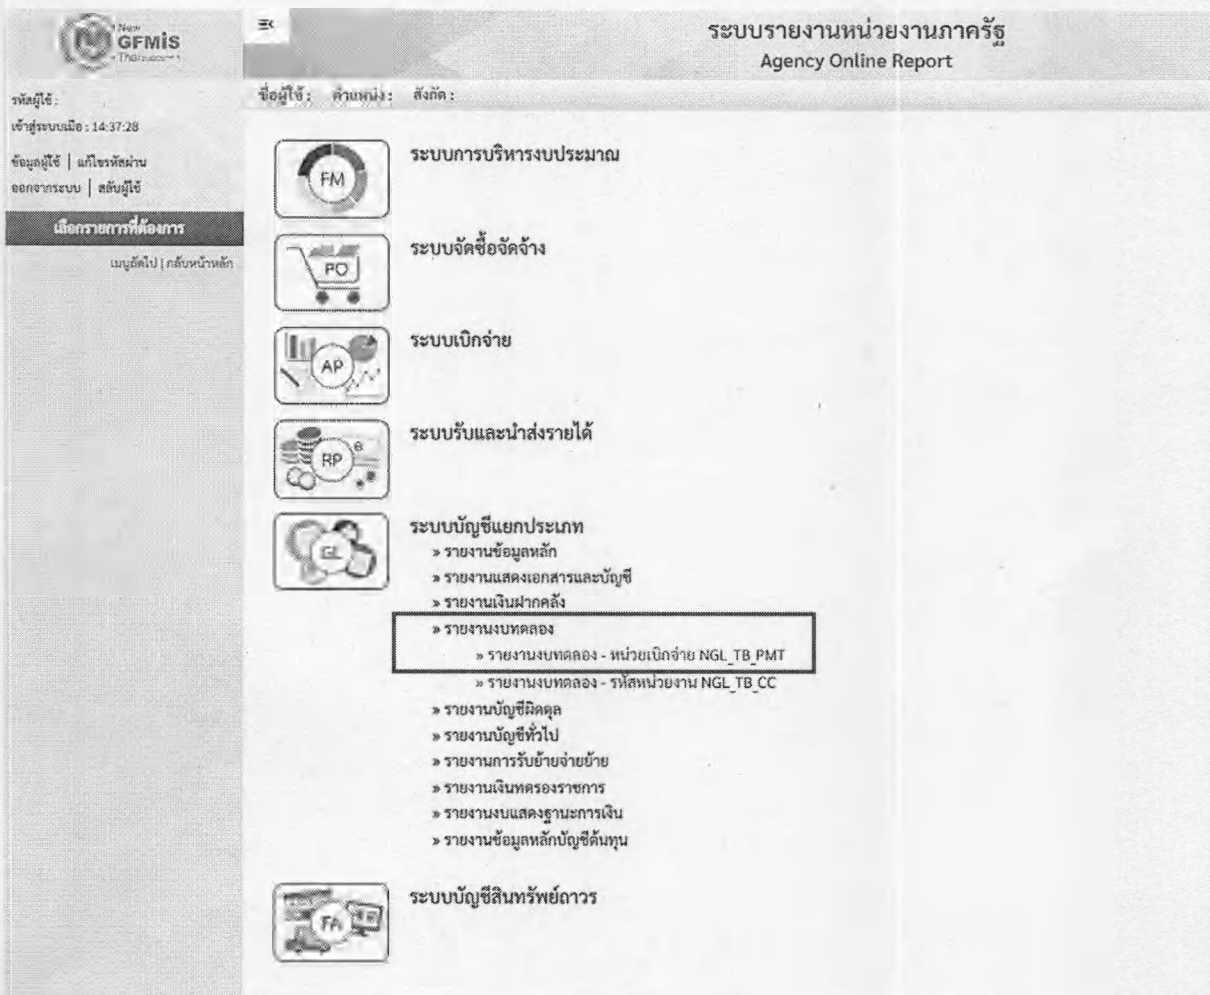 New
GFMIS
Thai
รหัสผู้ใช้ :
เข้าสู่ระบบเมื่อ : 14:37:28
ข้อมูลผู้ใช้ | แก้ไขรหัสผ่าน
ออกจากระบบ | สลับผู้ใช้
เลือกรายการที่ต้องการ
เมนูถัดไป | กลับหน้าหลัก
ระบบรายงานหน่วยงานภาครัฐ
Agency Online Report
ชื่อผู้ใช้ : ตำแหน่ง : สังกัด :
FM
ระบบการบริหารงบประมาณ
PO
ระบบจัดซื้อจัดจ้าง
AP
ระบบเบิกจ่าย
RP
ระบบรับและนำส่งรายได้
GL
ระบบบัญชีแยกประเภท
» รายงานข้อมูลหลัก
» รายงานแสดงเอกสารและบัญชี
» รายงานเงินฝากคลัง
» รายงานงบทดลอง
» รายงานงบทดลอง - หน่วยเบิกจ่าย NGL_TB_PMT
» รายงานงบทดลอง - รหัสหน่วยงาน NGL_TB_CC
» รายงานบัญชีผิดดุล
» รายงานบัญชีทั่วไป
» รายงานการรับย้ายจ่ายย้าย
» รายงานเงินทดรองราชการ
» รายงานงบแสดงฐานะการเงิน
» รายงานข้อมูลหลักบัญชีต้นทุน
FA
ระบบบัญชีสินทรัพย์ถาวร